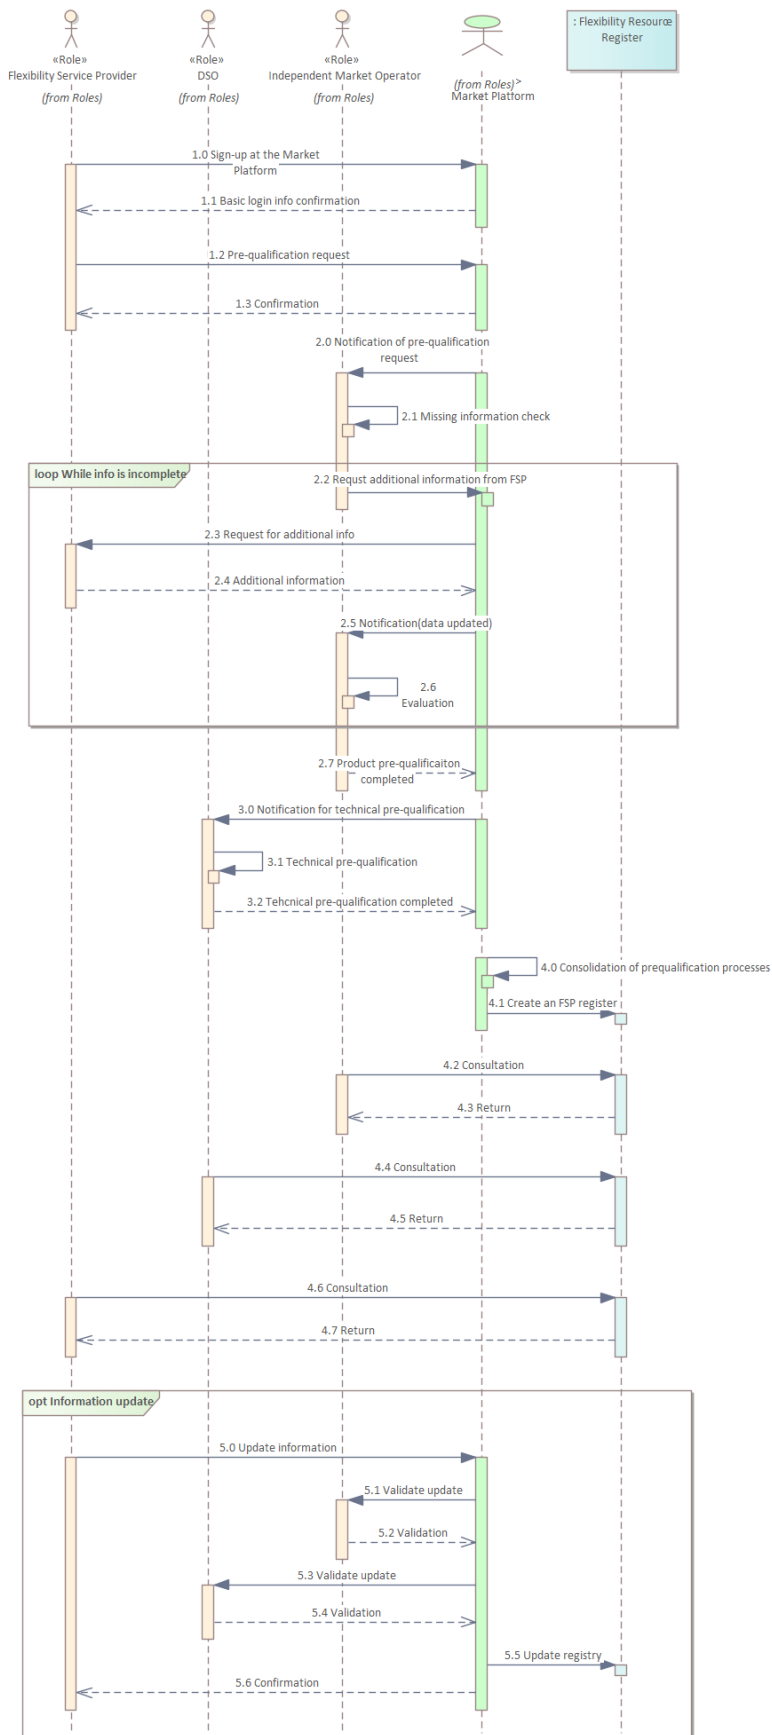 «Role»
Flexibility Service Provider
(from Roles)
«Role»
DSO
(from Roles)
«Role»
Independent Market Operator
(from Roles)
(from Roles)>
Market Platform
: Flexibility Resource
Register
1.0 Sign-up at the Market
Platform
1.1 Basic login info confirmation
1.2 Pre-qualification request
1.3 Confirmation
2.0 Notification of pre-qualification
request
2.1 Missing information check
loop While info is incomplete
2.2 Requst additional information from FSP
2.3 Request for additional info
2.4 Additional information
2.5 Notification(data updated)
2.6
Evaluation
2.7 Product pre-qualificaiton
completed
3.0 Notification for technical pre-qualification
3.1 Technical pre-qualification
3.2 Tehcnical pre-qualification completed
4.0 Consolidation of prequalification processes
4.1 Create an FSP register
4.2 Consultation
4.3 Return
4.4 Consultation
4.5 Return
4.6 Consultation
4.7 Return
opt Information update
5.0 Update information
5.1 Validate update
5.2 Validation
5.3 Validate update
5.4 Validation
5.5 Update registry
5.6 Confirmation